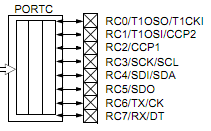 PORTC
RC0/T1OSO/T1CKI
RC1/T1OSI/CCP2
RC2/CCP1
RC3/SCK/SCL
RC4/SDI/SDA
RC5/SDO
RC6/TX/CK
RC7/RX/DT